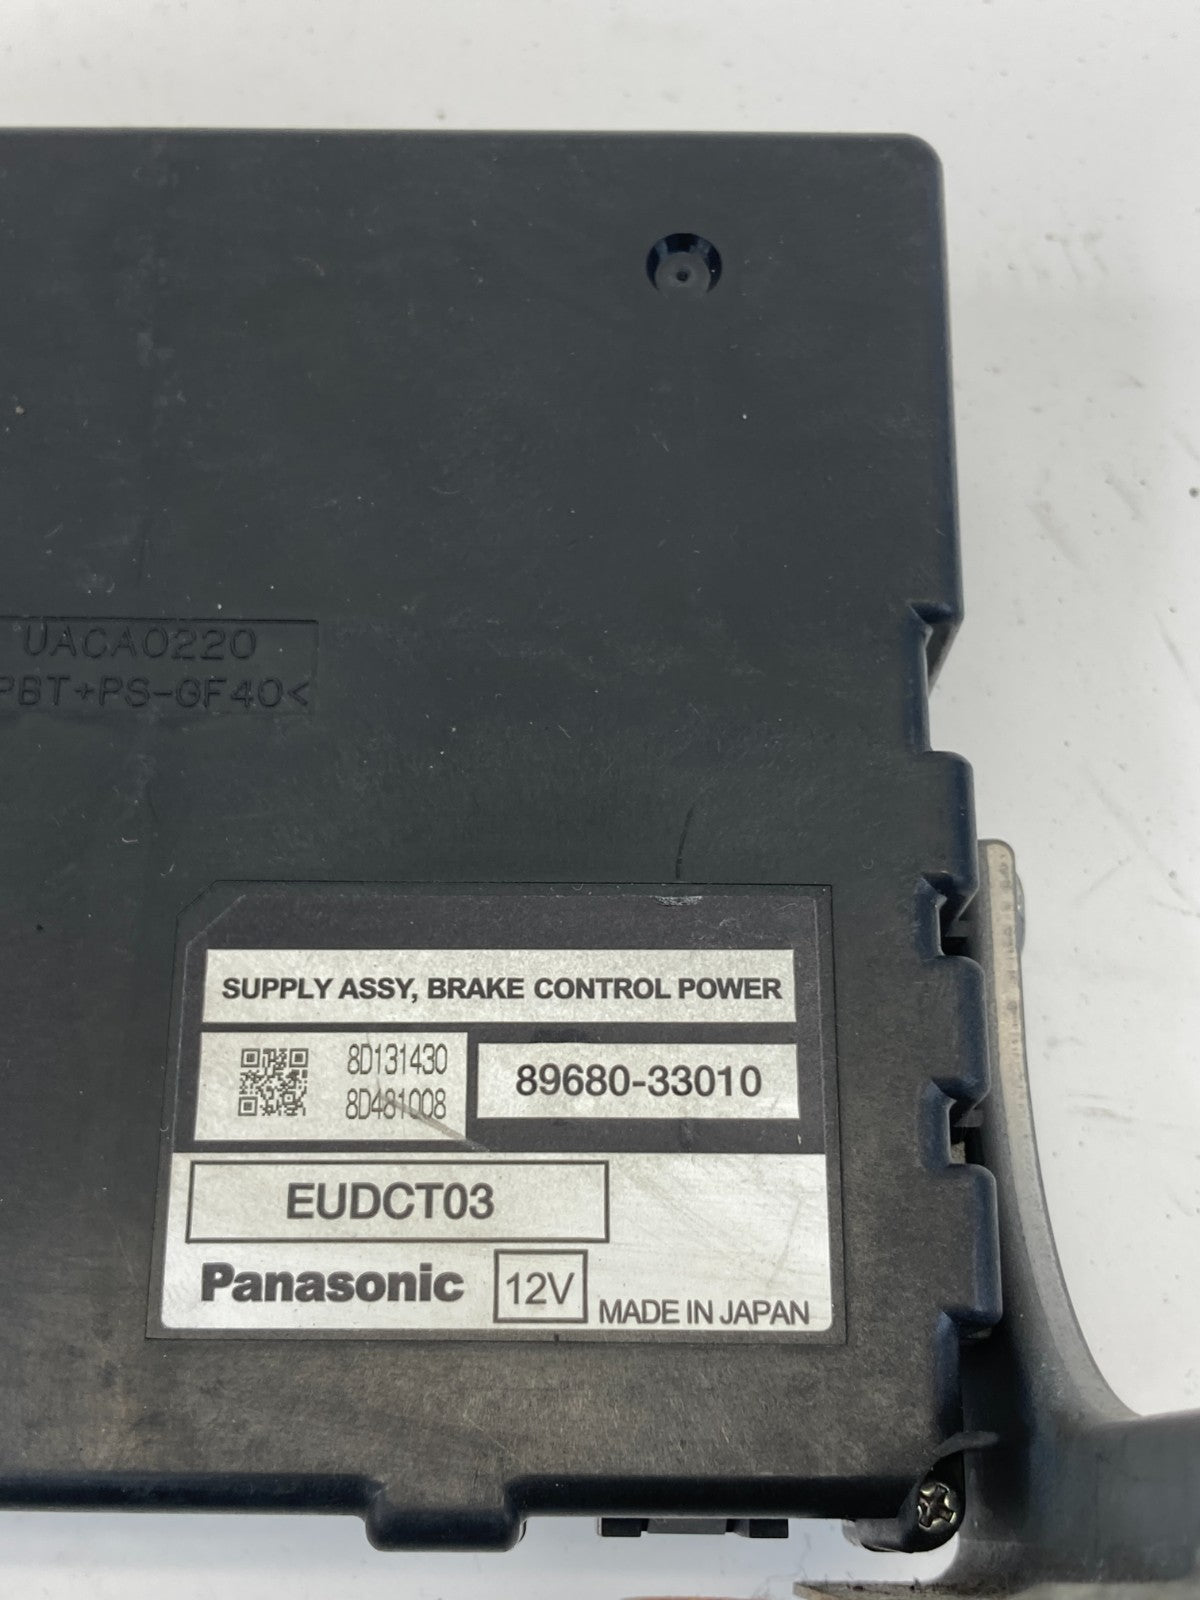 UACA0220
PBT+PS-GF40<
SUPPLY ASSY, BRAKE CONTROL POWER
8D131430
8D481008
89680-33010
EUDCT03
Panasonic 12V MADE IN JAPAN